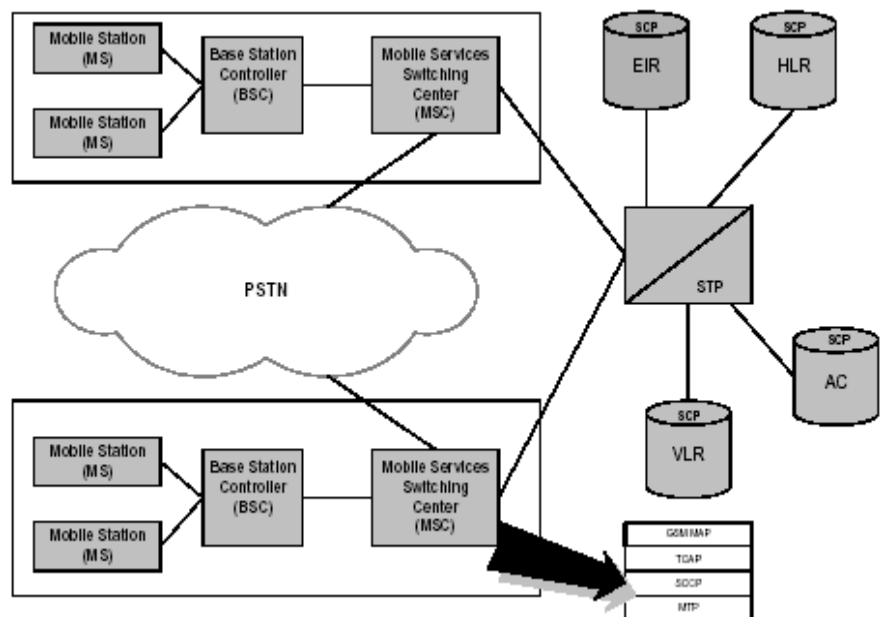 Mobile Station
(MS)
Mobile Station
(MS)
Base Station
Controller
(BSC)
Mobile Services
Switching
Center
(MSC)
SCP
EIR
SCP
HLR
PSTN
STP
SCP
AC
SCP
VLR
Mobile Station
(MS)
Mobile Station
(MS)
Base Station
Controller
(BSC)
Mobile Services
Switching
Center
(MSC)
GSM MAP
TCAP
SCCP
MTP